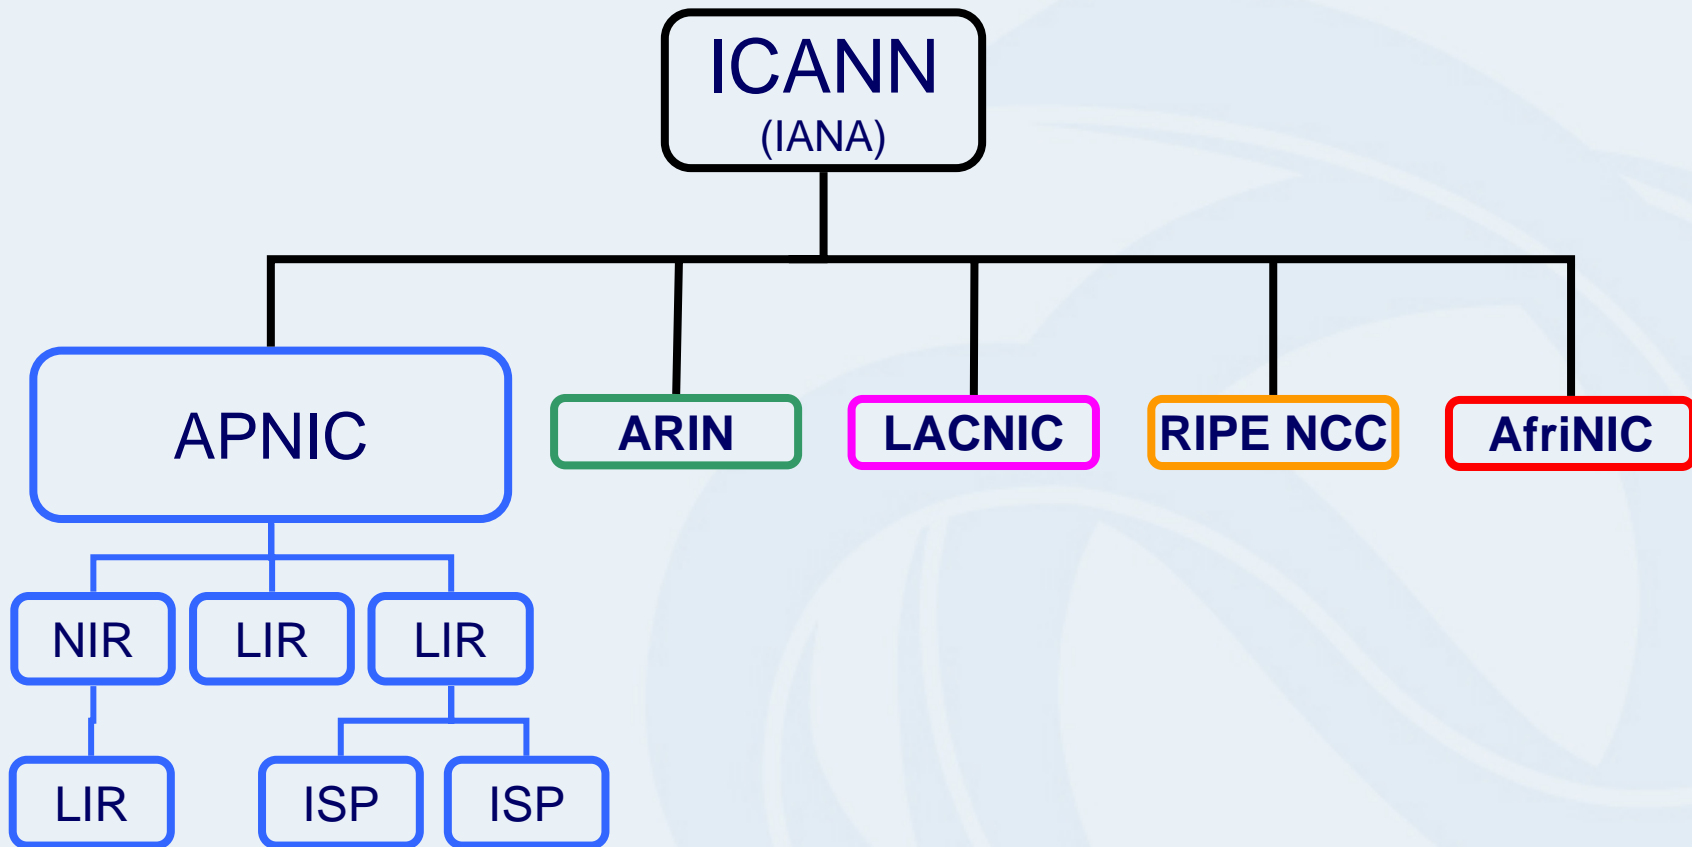 ICANN
(IANA)
APNIC
ARIN
LACNIC
RIPE NCC
AfriNIC
NIR
LIR
LIR
LIR
ISP
ISP